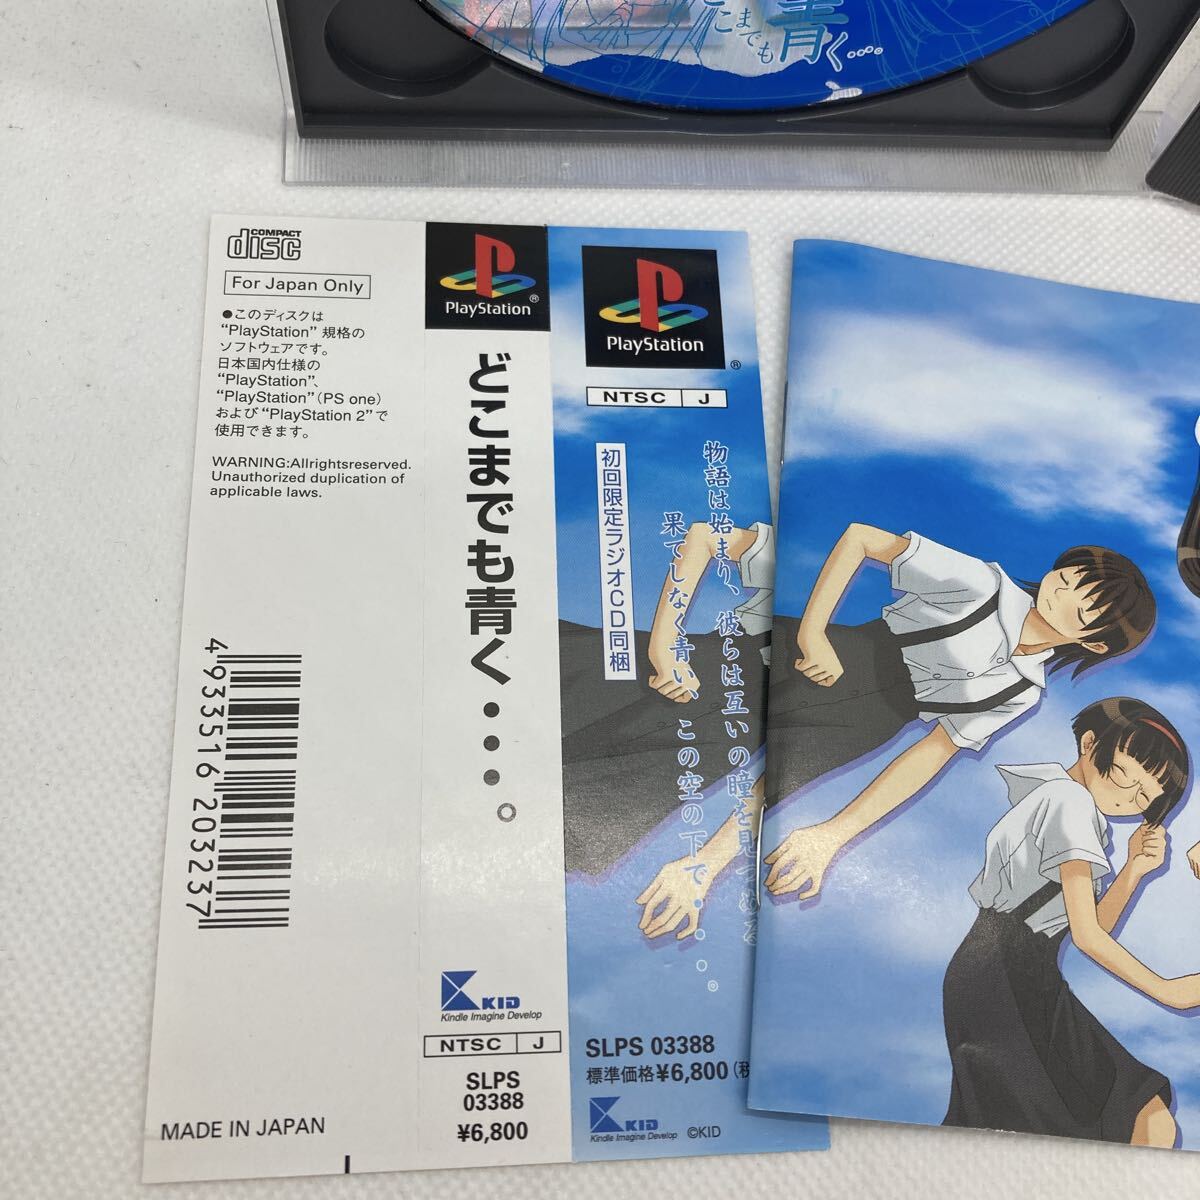 どこまでも
青く…。
COMPACT
disc
For Japan Only
●このディスクは
“PlayStation” 規格の
ソフトウェアです。
日本国内仕様の
“PlayStation”、
“PlayStation” (PS one)
および“PlayStation 2”で
使用できます。
WARNING:Allrightsreserved.
Unauthorized duplication of
applicable laws.
4 933516 203237
MADE IN JAPAN
PlayStation®
どこまでも青く・・・。
KID
Kindle Imagine Develop
NTSC J
SLPS
03388
¥6,800
PlayStation®
NTSC J
物語は始まり、彼らは互いの瞳を見つめる
果てしなく青い、この空の下で・・・。
初回限定ラジオCD同梱
SLPS 03388
標準価格¥6,800(税
KID
Kindle Imagine Develop
©KID